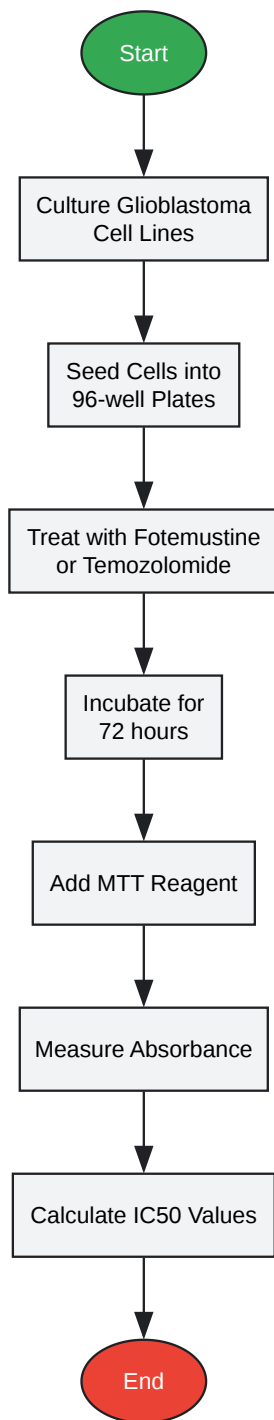 Start
Culture Glioblastoma
Cell Lines
Seed Cells into
96-well Plates
Treat with Fotemustine
or Temozolomide
Incubate for
72 hours
Add MTT Reagent
Measure Absorbance
Calculate IC50 Values
End